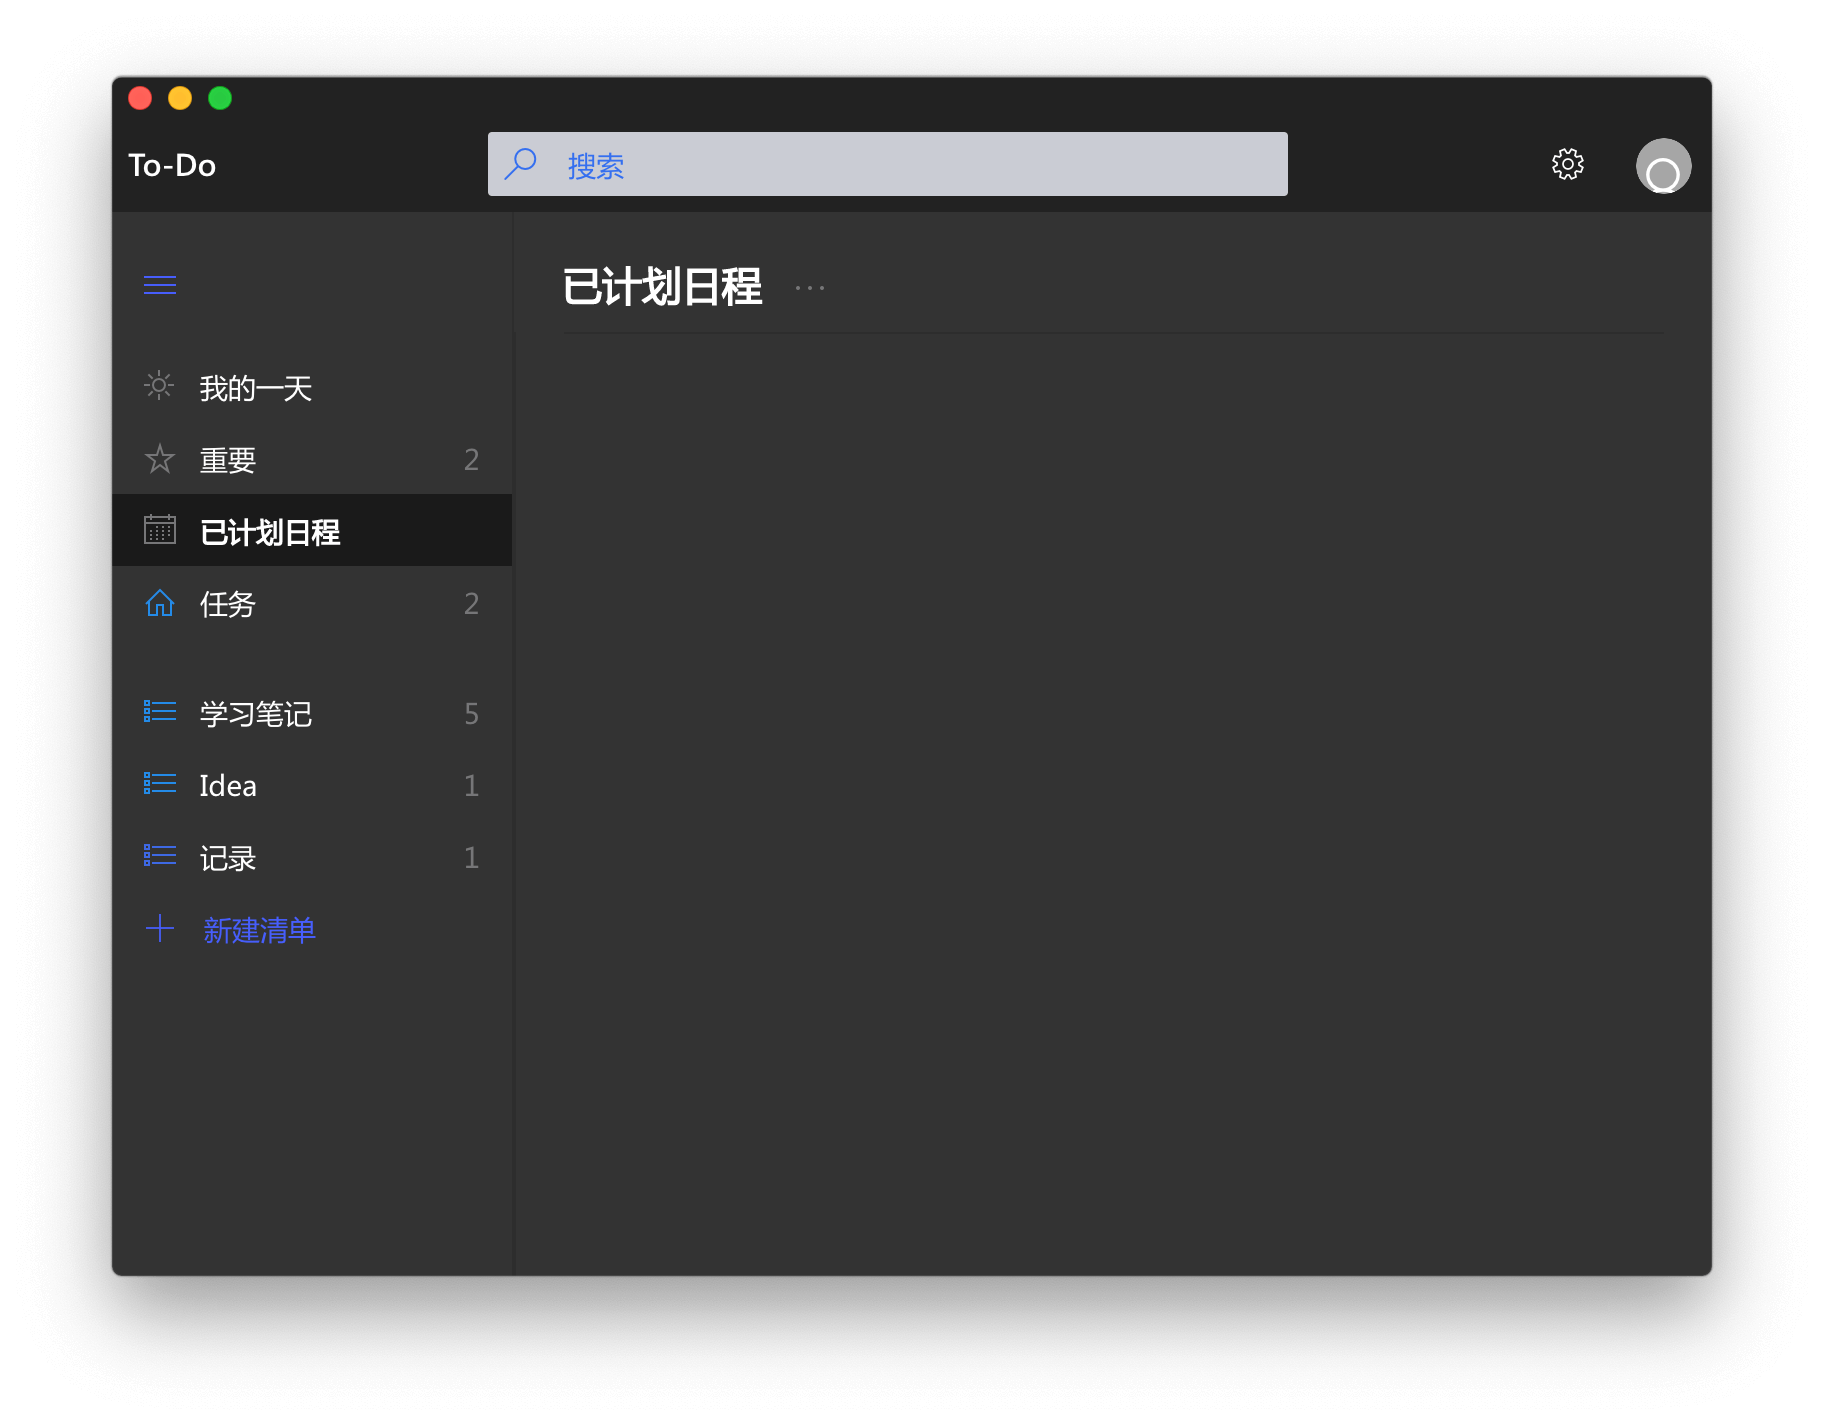 To-Do
搜索
已计划日程 ...
我的一天
重要 2
已计划日程
任务 2
学习笔记 5
Idea 1
记录 1
新建清单